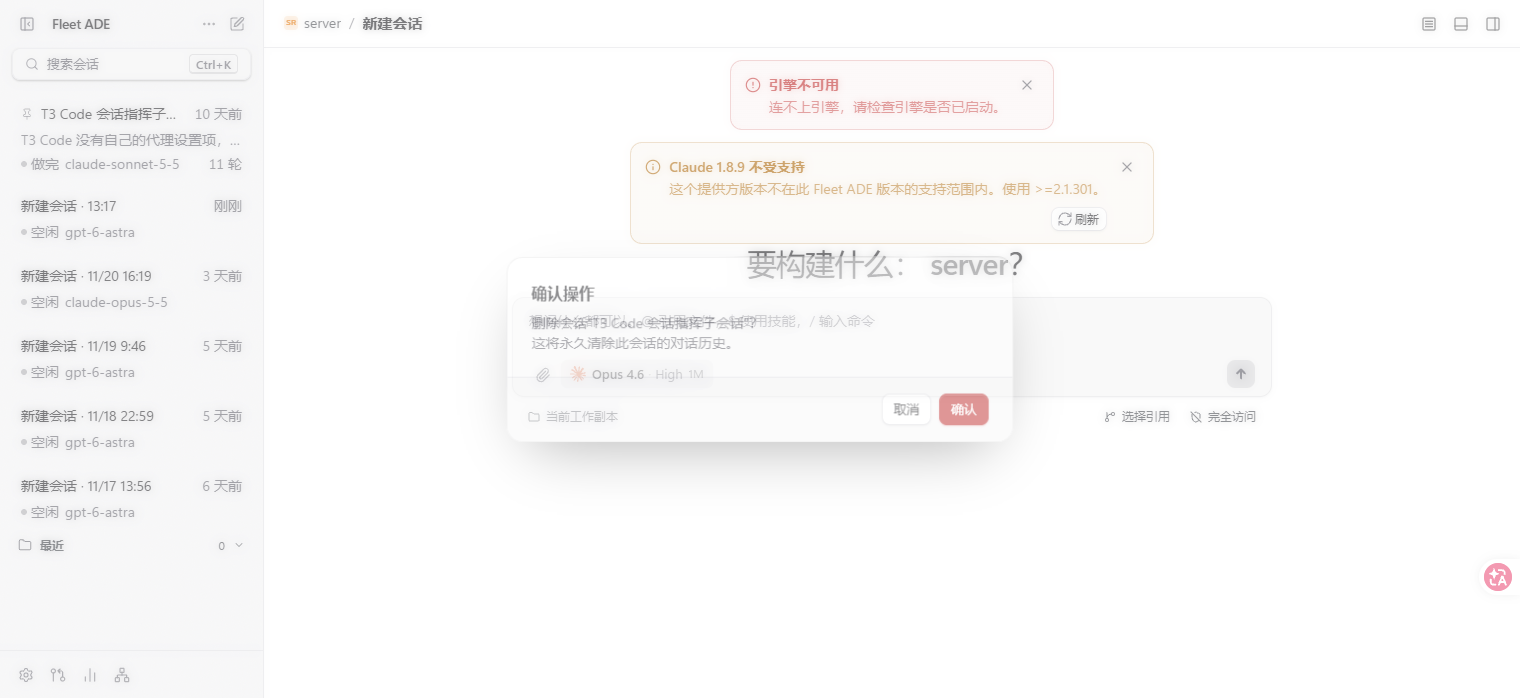 Fleet ADE
搜索会话 Ctrl+K
T3 Code 会话指挥子... 10 天前
T3 Code 没有自己的代理设置项，...
做完 claude-sonnet-5-5 11 轮
新建会话 · 13:17 刚刚
空闲 gpt-6-astra
新建会话 · 11/20 16:19 3 天前
空闲 claude-opus-5-5
新建会话 · 11/19 9:46 5 天前
空闲 gpt-6-astra
新建会话 · 11/18 22:59 5 天前
空闲 gpt-6-astra
新建会话 · 11/17 13:56 6 天前
空闲 gpt-6-astra
最近 0
SR server / 新建会话
引擎不可用
连不上引擎，请检查引擎是否已启动。
Claude 1.8.9 不受支持
这个提供方版本不在此 Fleet ADE 版本的支持范围内。使用 >=2.1.301。
刷新
要构建什么： server?
确认操作
删除会话"T3 Code 会话指挥子会话"?
使用技能，/ 输入命令
这将永久清除此会话的对话历史。
Opus 4.6 High 1M
取消 确认
当前工作副本
选择引用 完全访问